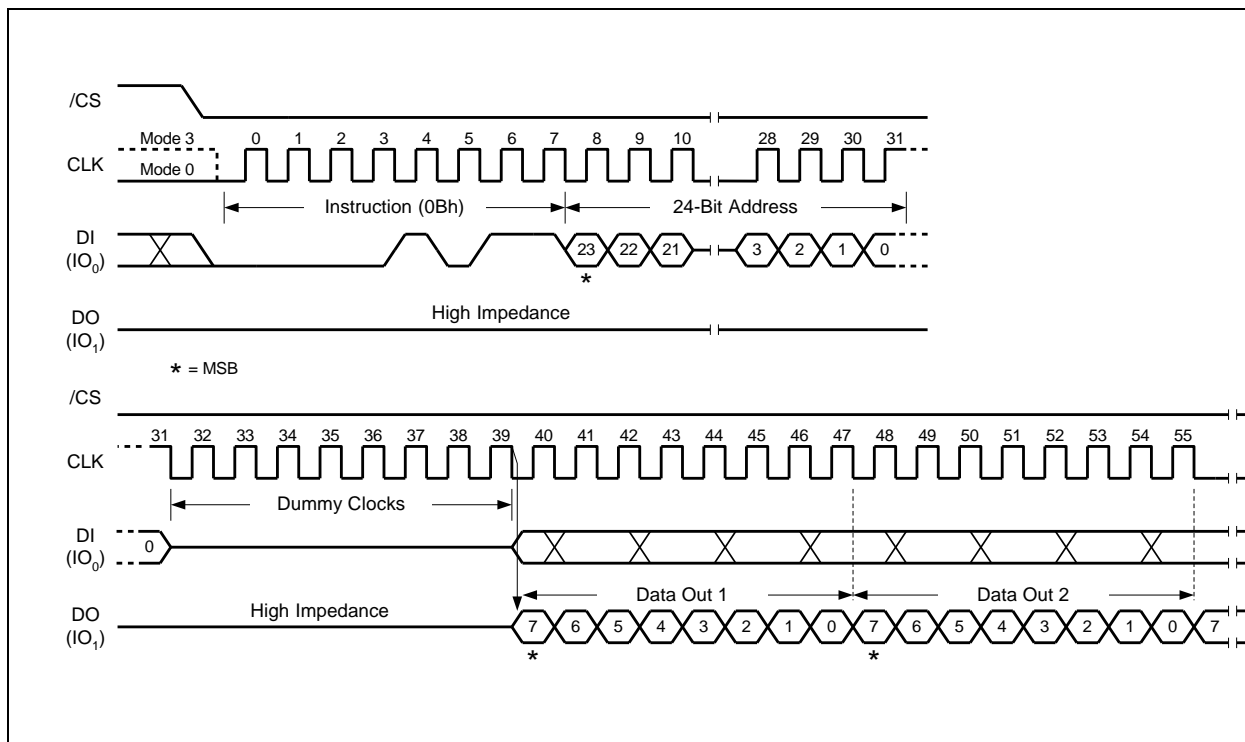 /CS
Mode 3 0 1 2 3 4 5 6 7 8 9 10 28 29 30 31
CLK
Mode 0
Instruction (0Bh) 24-Bit Address
DI
(IO0) 23 22 21 3 2 1 0
*
DO High Impedance
(IO1)
* = MSB
/CS
31 32 33 34 35 36 37 38 39 40 41 42 43 44 45 46 47 48 49 50 51 52 53 54 55
CLK
Dummy Clocks
DI
(IO0) 0
Data Out 1 Data Out 2
DO High Impedance
(IO1) 7 6 5 4 3 2 1 0 7 6 5 4 3 2 1 0 7
* *